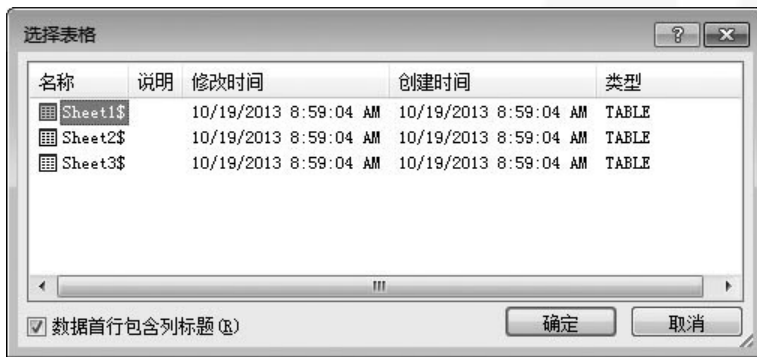 选择表格
名称 说明 修改时间 创建时间 类型
Sheet1$ 10/19/2013 8:59:04 AM 10/19/2013 8:59:04 AM TABLE
Sheet2$ 10/19/2013 8:59:04 AM 10/19/2013 8:59:04 AM TABLE
Sheet3$ 10/19/2013 8:59:04 AM 10/19/2013 8:59:04 AM TABLE
数据首行包含列标题(R) 确定 取消